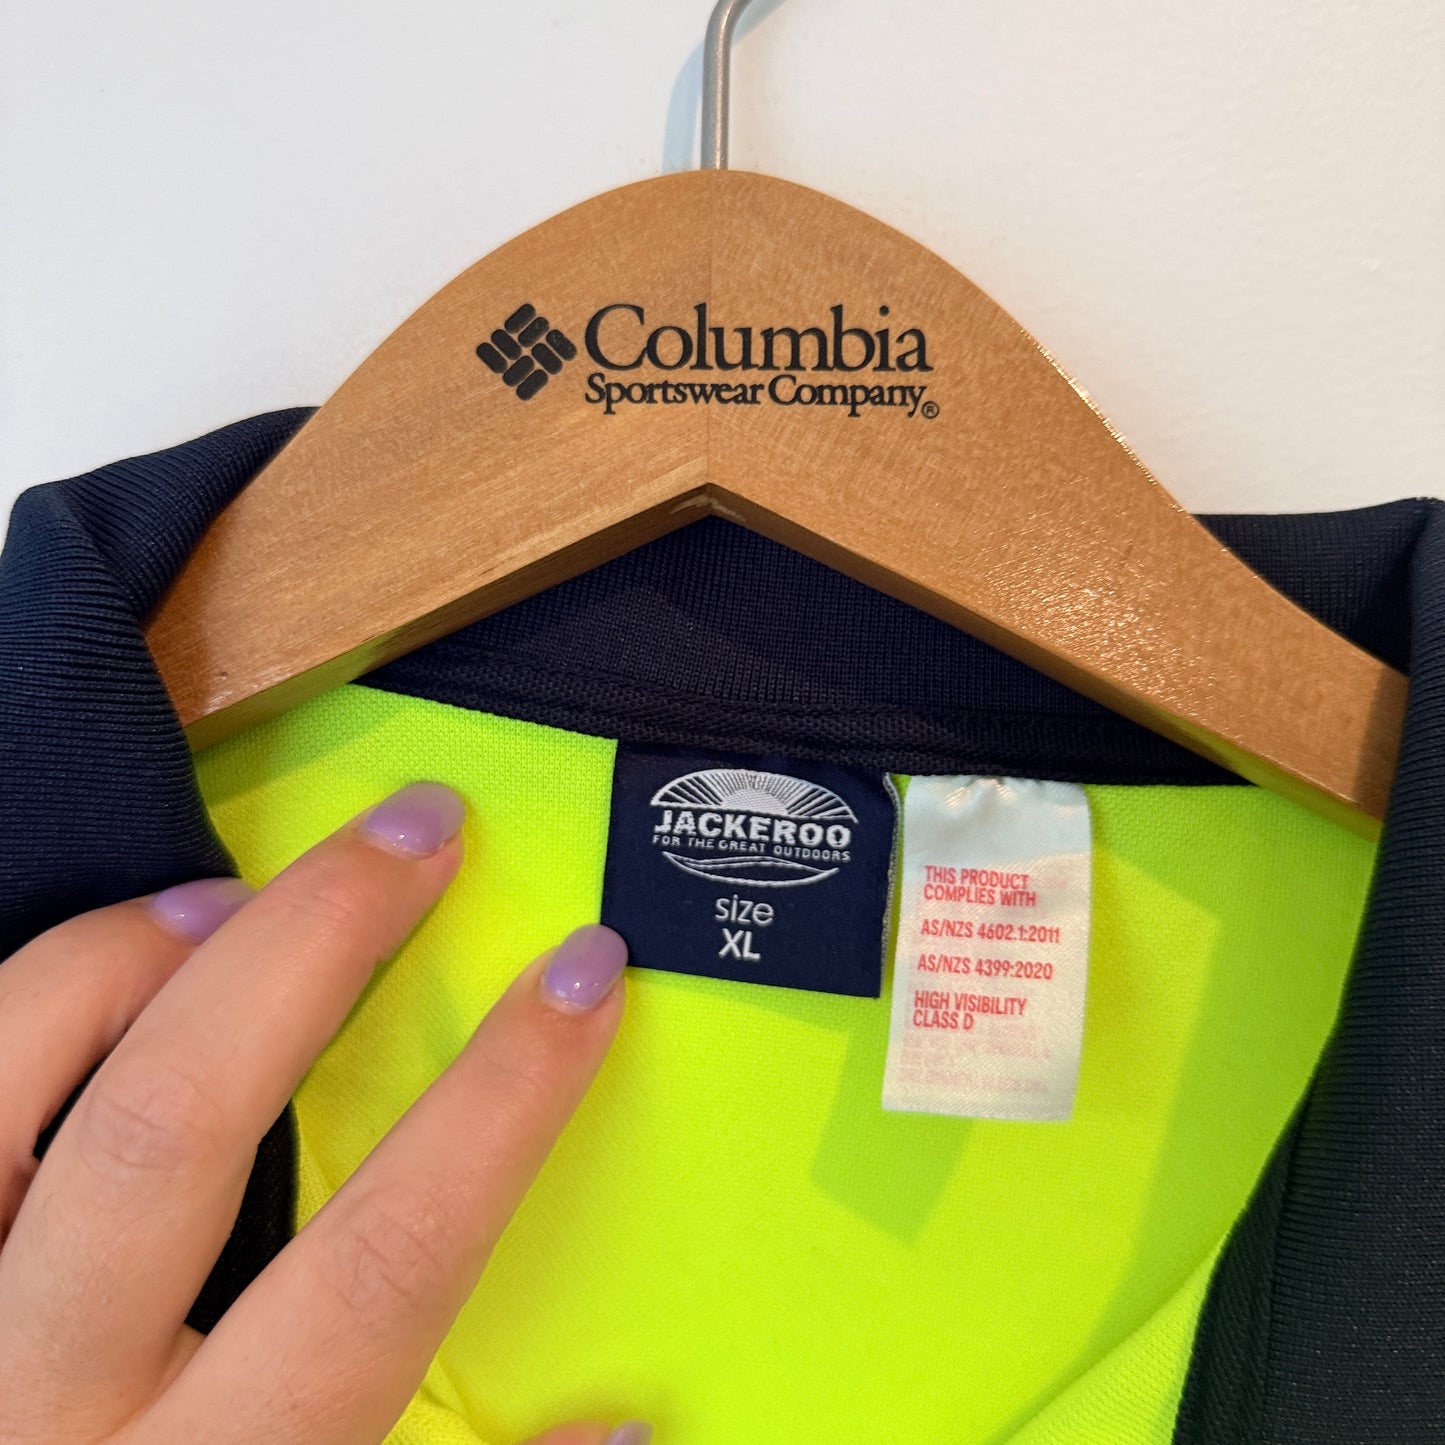 Columbia
Sportswear Company®
JACKEROO
FOR THE GREAT OUTDOORS
size
XL
THIS PRODUCT
COMPLIES WITH
AS/NZS 4602.1:2011
AS/NZS 4399:2020
HIGH VISIBILITY
CLASS D